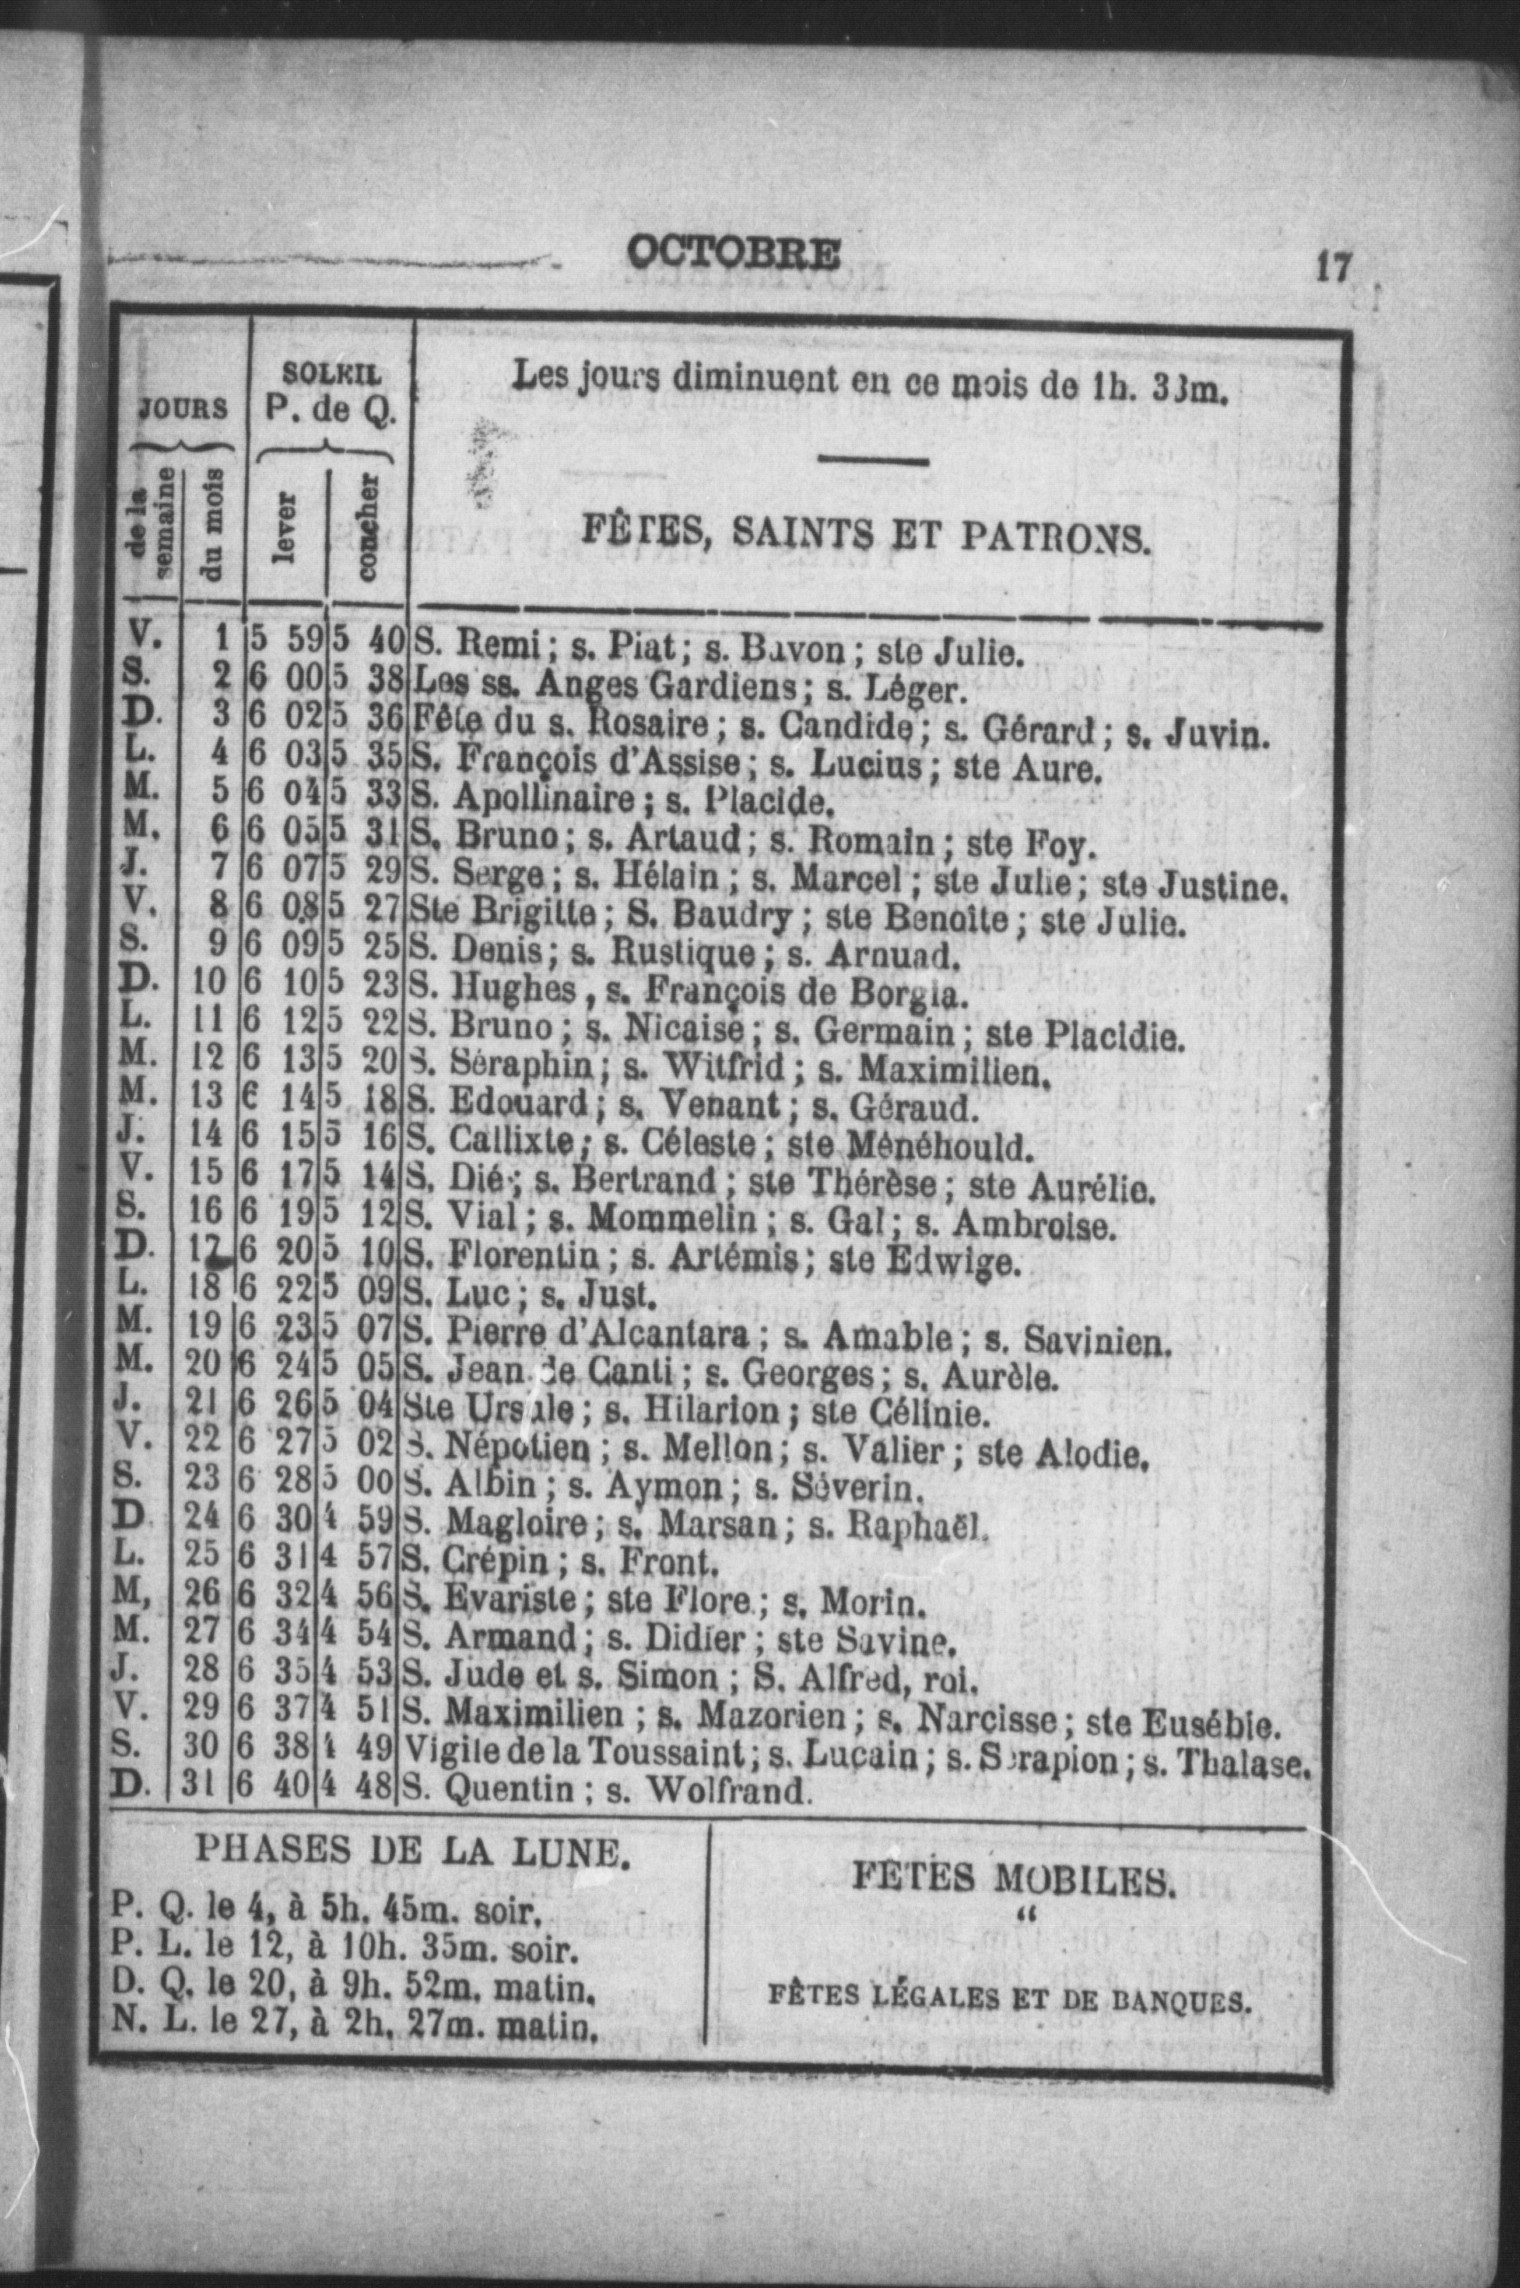 OCTOBRE
17
JOURS
de la semaine
du mois
SOLEIL
P. de Q.
lever
coucher
Les jours diminuent en ce mois de 1h. 33m.
FÊTES, SAINTS ET PATRONS.
V. 1 5 59 5 40 S. Remi; s. Piat; s. Bavon; ste Julie.
S. 2 6 00 5 38 Les ss. Anges Gardiens; s. Léger.
D. 3 6 02 5 36 Fête du s. Rosaire; s. Candide; s. Gérard; s. Juvin.
L. 4 6 03 5 35 S. François d'Assise; s. Lucius; ste Aure.
M. 5 6 04 5 33 S. Apollinaire; s. Placide.
M. 6 6 05 5 31 S. Bruno; s. Artaud; s. Romain; ste Foy.
J. 7 6 07 5 29 S. Serge; s. Hélain; s. Marcel; ste Julie; ste Justine.
V. 8 6 08 5 27 Ste Brigitte; S. Baudry; ste Benoîte; ste Julie.
S. 9 6 09 5 25 S. Denis; s. Rustique; s. Arnuad.
D. 10 6 10 5 23 S. Hughes, s. François de Borgia.
L. 11 6 12 5 22 S. Bruno; s. Nicaise; s. Germain; ste Placidie.
M. 12 6 13 5 20 S. Séraphin; s. Witfrid; s. Maximilien.
M. 13 6 14 5 18 S. Edouard; s. Venant; s. Géraud.
J. 14 6 15 5 16 S. Callixte; s. Céleste; ste Ménéhould.
V. 15 6 17 5 14 S. Dié; s. Bertrand; ste Thérèse; ste Aurélie.
S. 16 6 19 5 12 S. Vial; s. Mommelin; s. Gal; s. Ambroise.
D. 17 6 20 5 10 S. Florentin; s. Artémis; ste Edwige.
L. 18 6 22 5 09 S. Luc; s. Just.
M. 19 6 23 5 07 S. Pierre d'Alcantara; s. Amable; s. Savinien.
M. 20 6 24 5 05 S. Jean de Canti; s. Georges; s. Aurèle.
J. 21 6 26 5 04 Ste Ursule; s. Hilarion; ste Célinie.
V. 22 6 27 5 02 S. Népotien; s. Mellon; s. Valier; ste Alodie.
S. 23 6 28 5 00 S. Albin; s. Aymon; s. Séverin.
D. 24 6 30 4 59 S. Magloire; s. Marsan; s. Raphaël.
L. 25 6 31 4 57 S. Crépin; s. Front.
M, 26 6 32 4 56 S. Evariste; ste Flore; s. Morin.
M. 27 6 34 4 54 S. Armand; s. Didier; ste Savine.
J. 28 6 35 4 53 S. Jude et s. Simon; S. Alfred, roi.
V. 29 6 37 4 51 S. Maximilien; s. Mazorien; s. Narcisse; ste Eusébie.
S. 30 6 38 4 49 Vigile de la Toussaint; s. Lucain; s. Sérapion; s. Thalase.
D. 31 6 40 4 48 S. Quentin; s. Wolfrand.
PHASES DE LA LUNE.
P. Q. le 4, à 5h. 45m. soir.
P. L. le 12, à 10h. 35m. soir.
D. Q. le 20, à 9h. 52m. matin.
N. L. le 27, à 2h. 27m. matin.
FÊTES MOBILES.
"
FÊTES LÉGALES ET DE BANQUES.